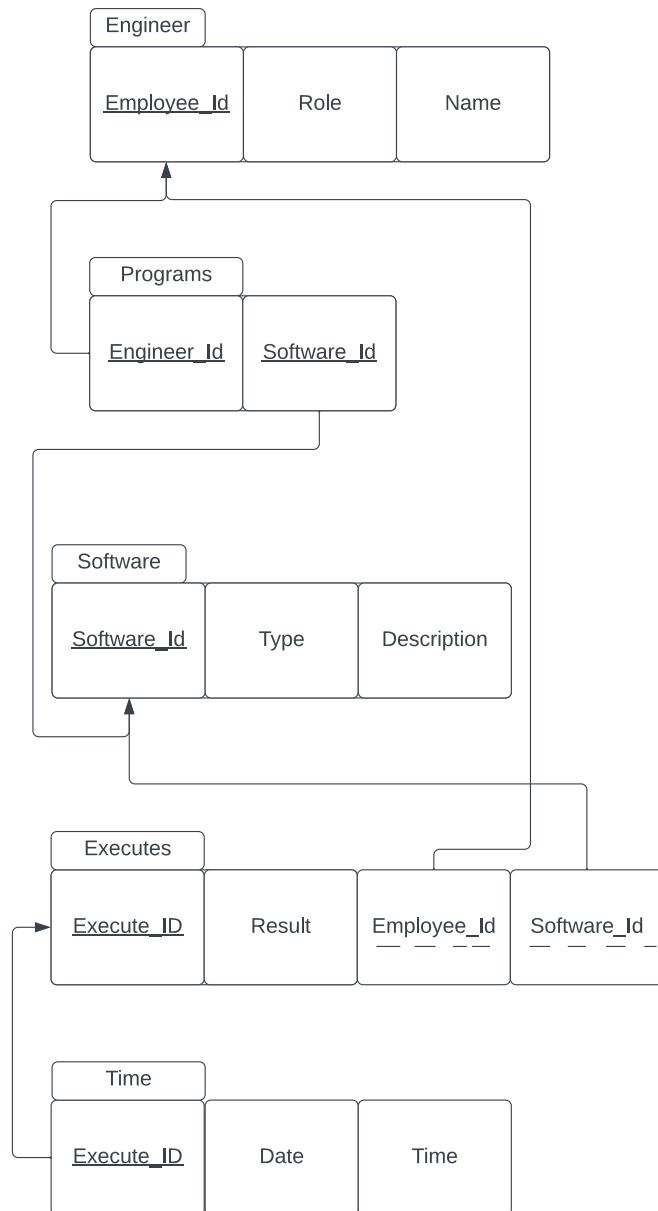 Engineer
Employee_Id Role Name
Programs
Engineer_Id Software_Id
Software
Software_Id Type Description
Executes
Execute_ID Result Employee_Id Software_Id
Time
Execute_ID Date Time